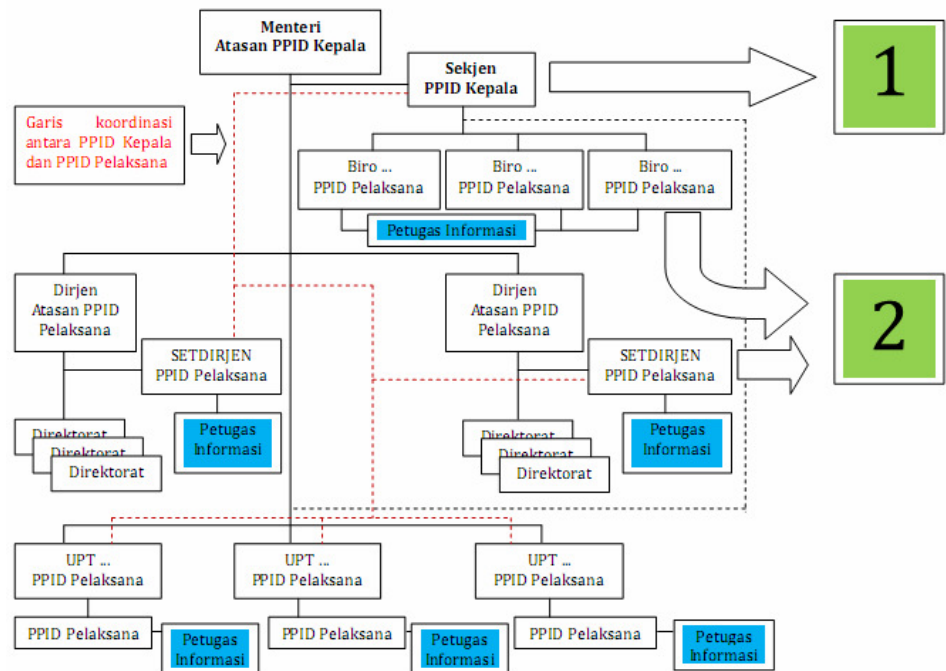 Menteri
Atasan PPID Kepala
Sekjen
PPID Kepala
1
Garis koordinasi
antara PPID Kepala
dan PPID Pelaksana
Biro ...
PPID Pelaksana
Biro ...
PPID Pelaksana
Biro ...
PPID Pelaksana
Petugas Informasi
Dirjen
Atasan PPID
Pelaksana
Dirjen
Atasan PPID
Pelaksana
2
SETDIRJEN
PPID Pelaksana
SETDIRJEN
PPID Pelaksana
Petugas
Informasi
Petugas
Informasi
Direktorat
Direktorat
Direktorat
Direktorat
Direktorat
Direktorat
UPT ...
PPID Pelaksana
UPT ...
PPID Pelaksana
UPT ...
PPID Pelaksana
PPID Pelaksana
Petugas
Informasi
PPID Pelaksana
Petugas
Informasi
PPID Pelaksana
Petugas
Informasi